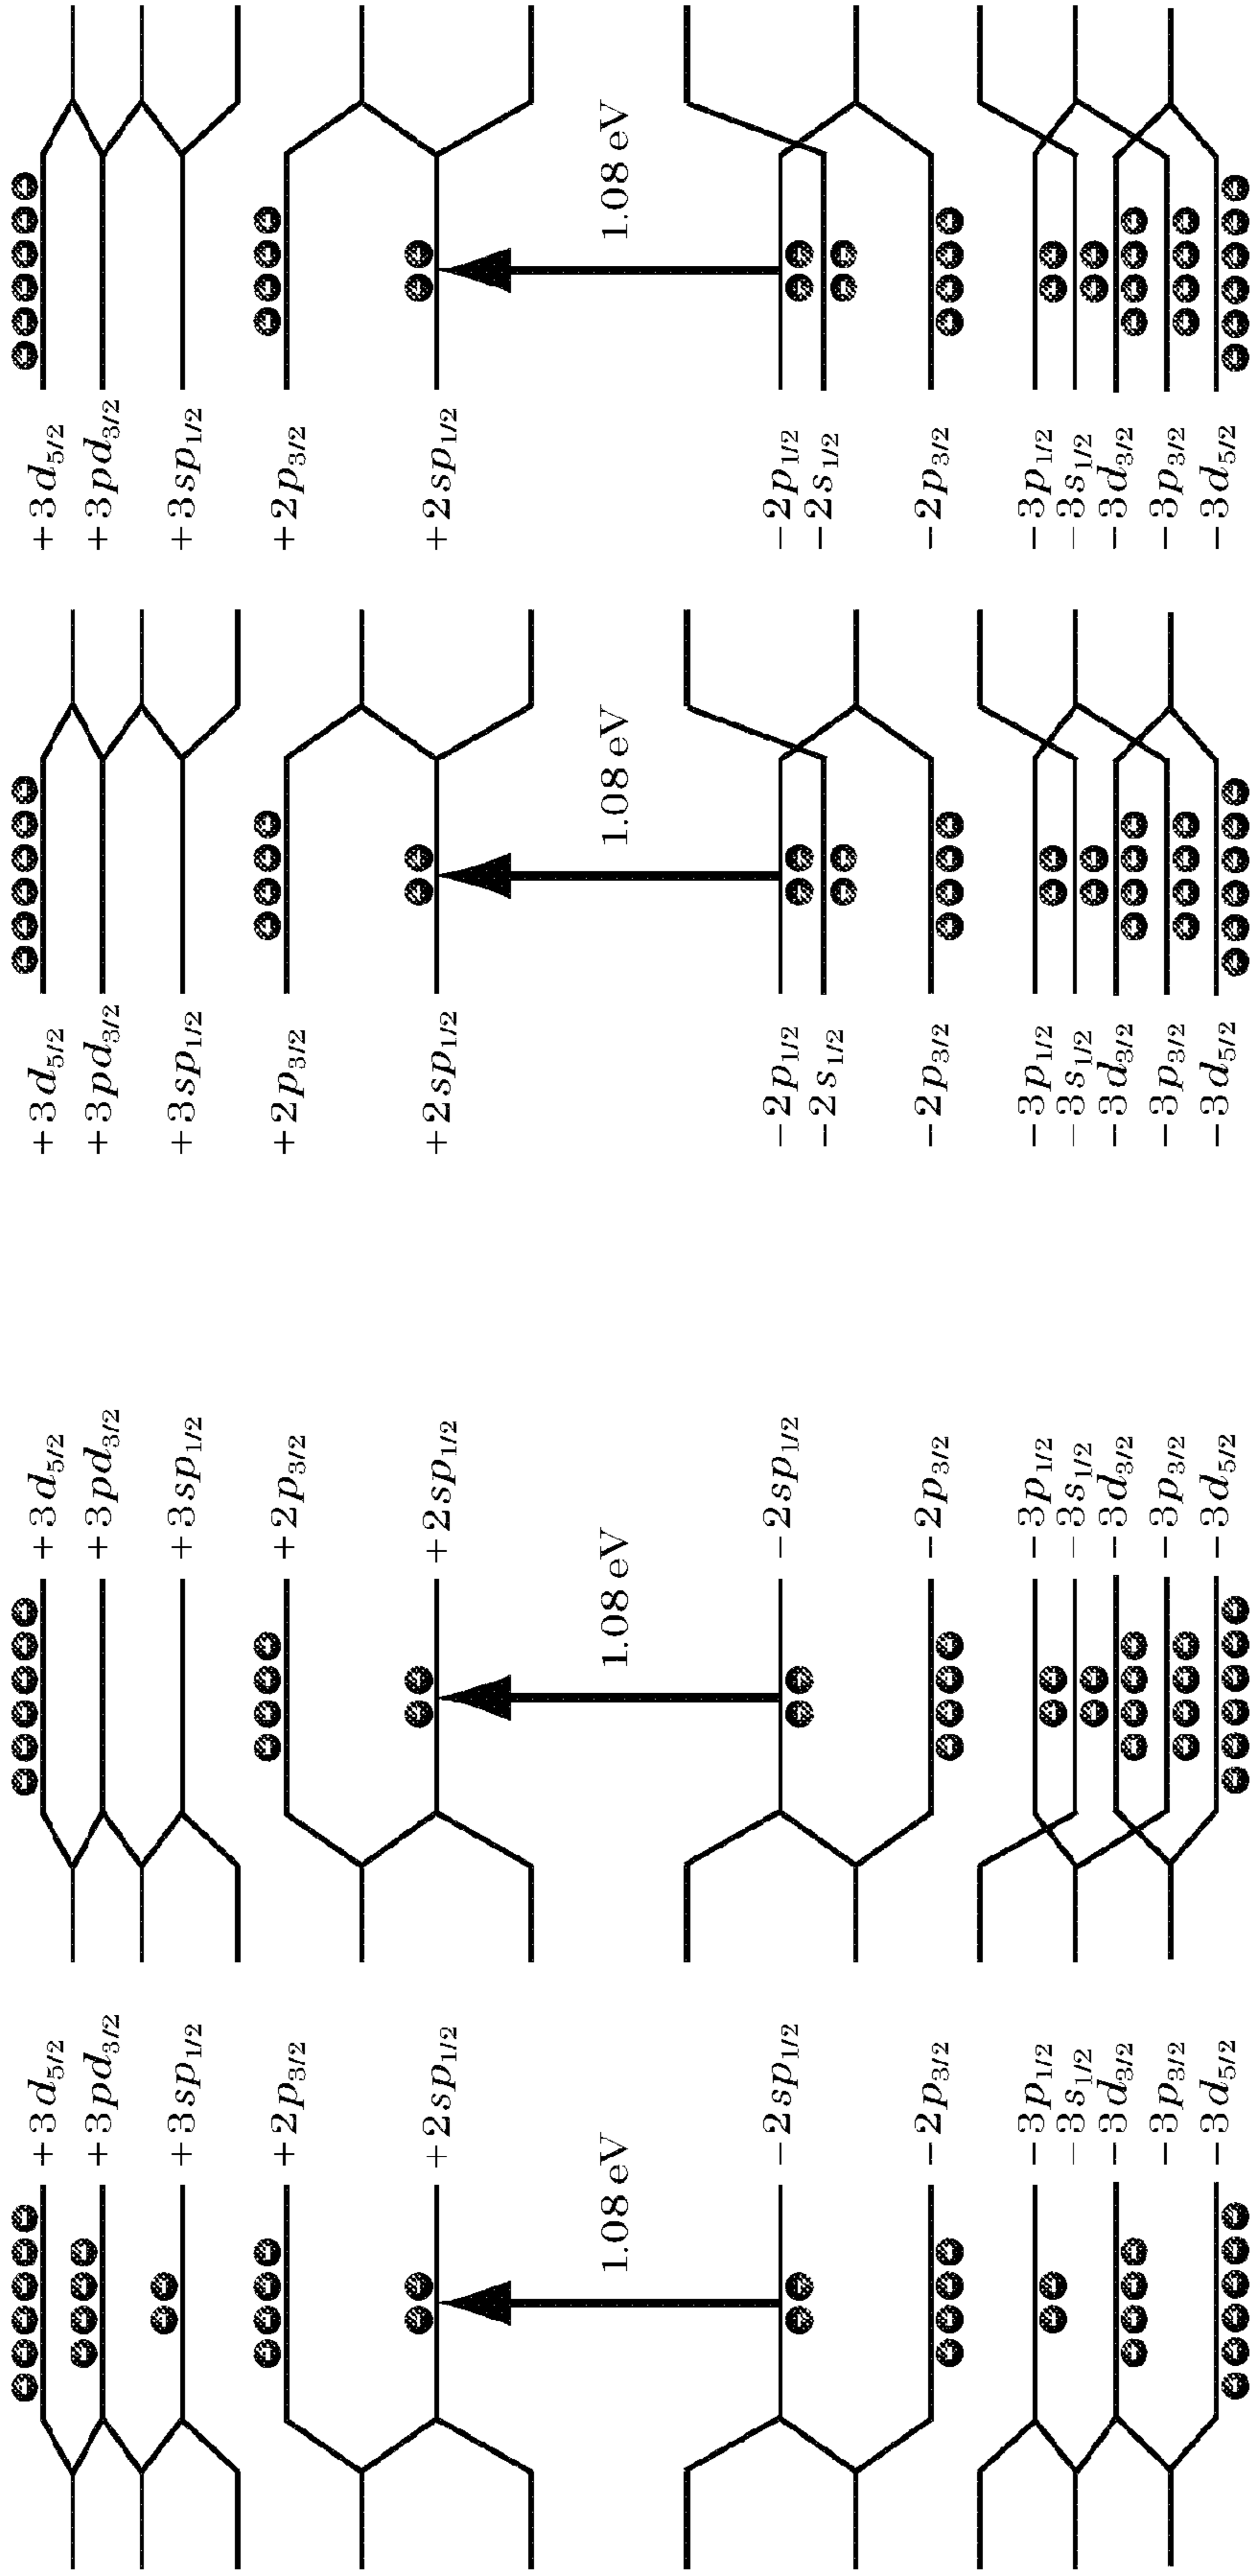 +3d₅/₂
+3pd₃/₂
+3sp₁/₂
+2p₃/₂
+2sp₁/₂
1.08 eV
−2sp₁/₂
−2p₃/₂
−3p₁/₂
−3s₁/₂
−3d₃/₂
−3p₃/₂
−3d₅/₂
+3d₅/₂
+3pd₃/₂
+3sp₁/₂
+2p₃/₂
+2sp₁/₂
1.08 eV
−2sp₁/₂
−2p₃/₂
−3p₁/₂
−3s₁/₂
−3d₃/₂
−3p₃/₂
−3d₅/₂
+3d₅/₂
+3pd₃/₂
+3sp₁/₂
+2p₃/₂
+2sp₁/₂
1.08 eV
−2p₁/₂
−2s₁/₂
−2p₃/₂
−3p₁/₂
−3s₁/₂
−3d₃/₂
−3p₃/₂
−3d₅/₂
+3d₅/₂
+3pd₃/₂
+3sp₁/₂
+2p₃/₂
+2sp₁/₂
1.08 eV
−2p₁/₂
−2s₁/₂
−2p₃/₂
−3p₁/₂
−3s₁/₂
−3d₃/₂
−3p₃/₂
−3d₅/₂